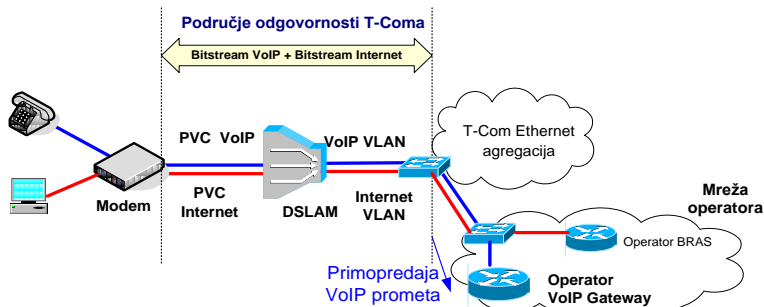 Područje odgovornosti T-Coma
Bitstream VoIP + Bitstream Internet
PVC VoIP
VoIP VLAN
T-Com Ethernet
agregacija
Modem
PVC
Internet
DSLAM
Internet
VLAN
Mreža
operatora
Operator BRAS
Primopredaja
VoIP prometa
Operator
VoIP Gateway